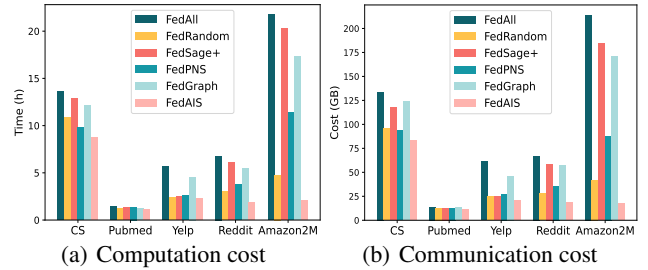 FedAll
FedRandom
FedSage+
FedPNS
FedGraph
FedAIS
Time (h)
20
15
10
5
0
CS Pubmed Yelp Reddit Amazon2M
(a) Computation cost
FedAll
FedRandom
FedSage+
FedPNS
FedGraph
FedAIS
Cost (GB)
200
175
150
125
100
75
50
25
0
CS Pubmed Yelp Reddit Amazon2M
(b) Communication cost